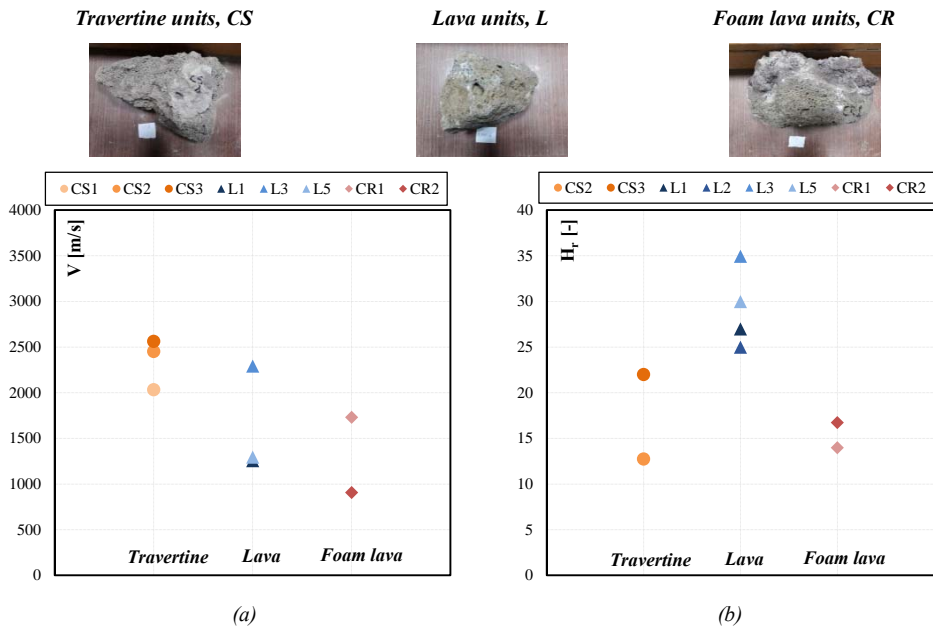 Travertine units, CS
Lava units, L
Foam lava units, CR
CS1 CS2 CS3 L1 L3 L5 CR1 CR2
4000
3500
3000
2500
2000
1500
1000
500
0
V [m/s]
Travertine Lava Foam lava
(a)
CS2 CS3 L1 L2 L3 L5 CR1 CR2
40
35
30
25
20
15
10
5
0
Hr [-]
Travertine Lava Foam lava
(b)